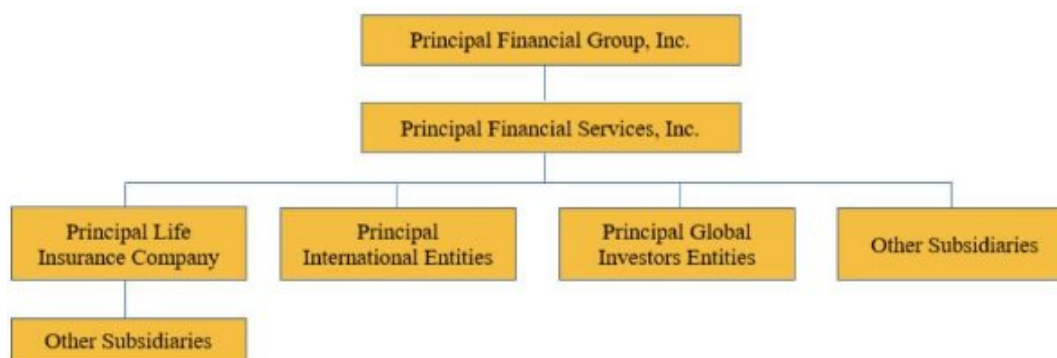 Principal Financial Group, Inc.
Principal Financial Services, Inc.
Principal Life
Insurance Company
Principal
International Entities
Principal Global
Investors Entities
Other Subsidiaries
Other Subsidiaries